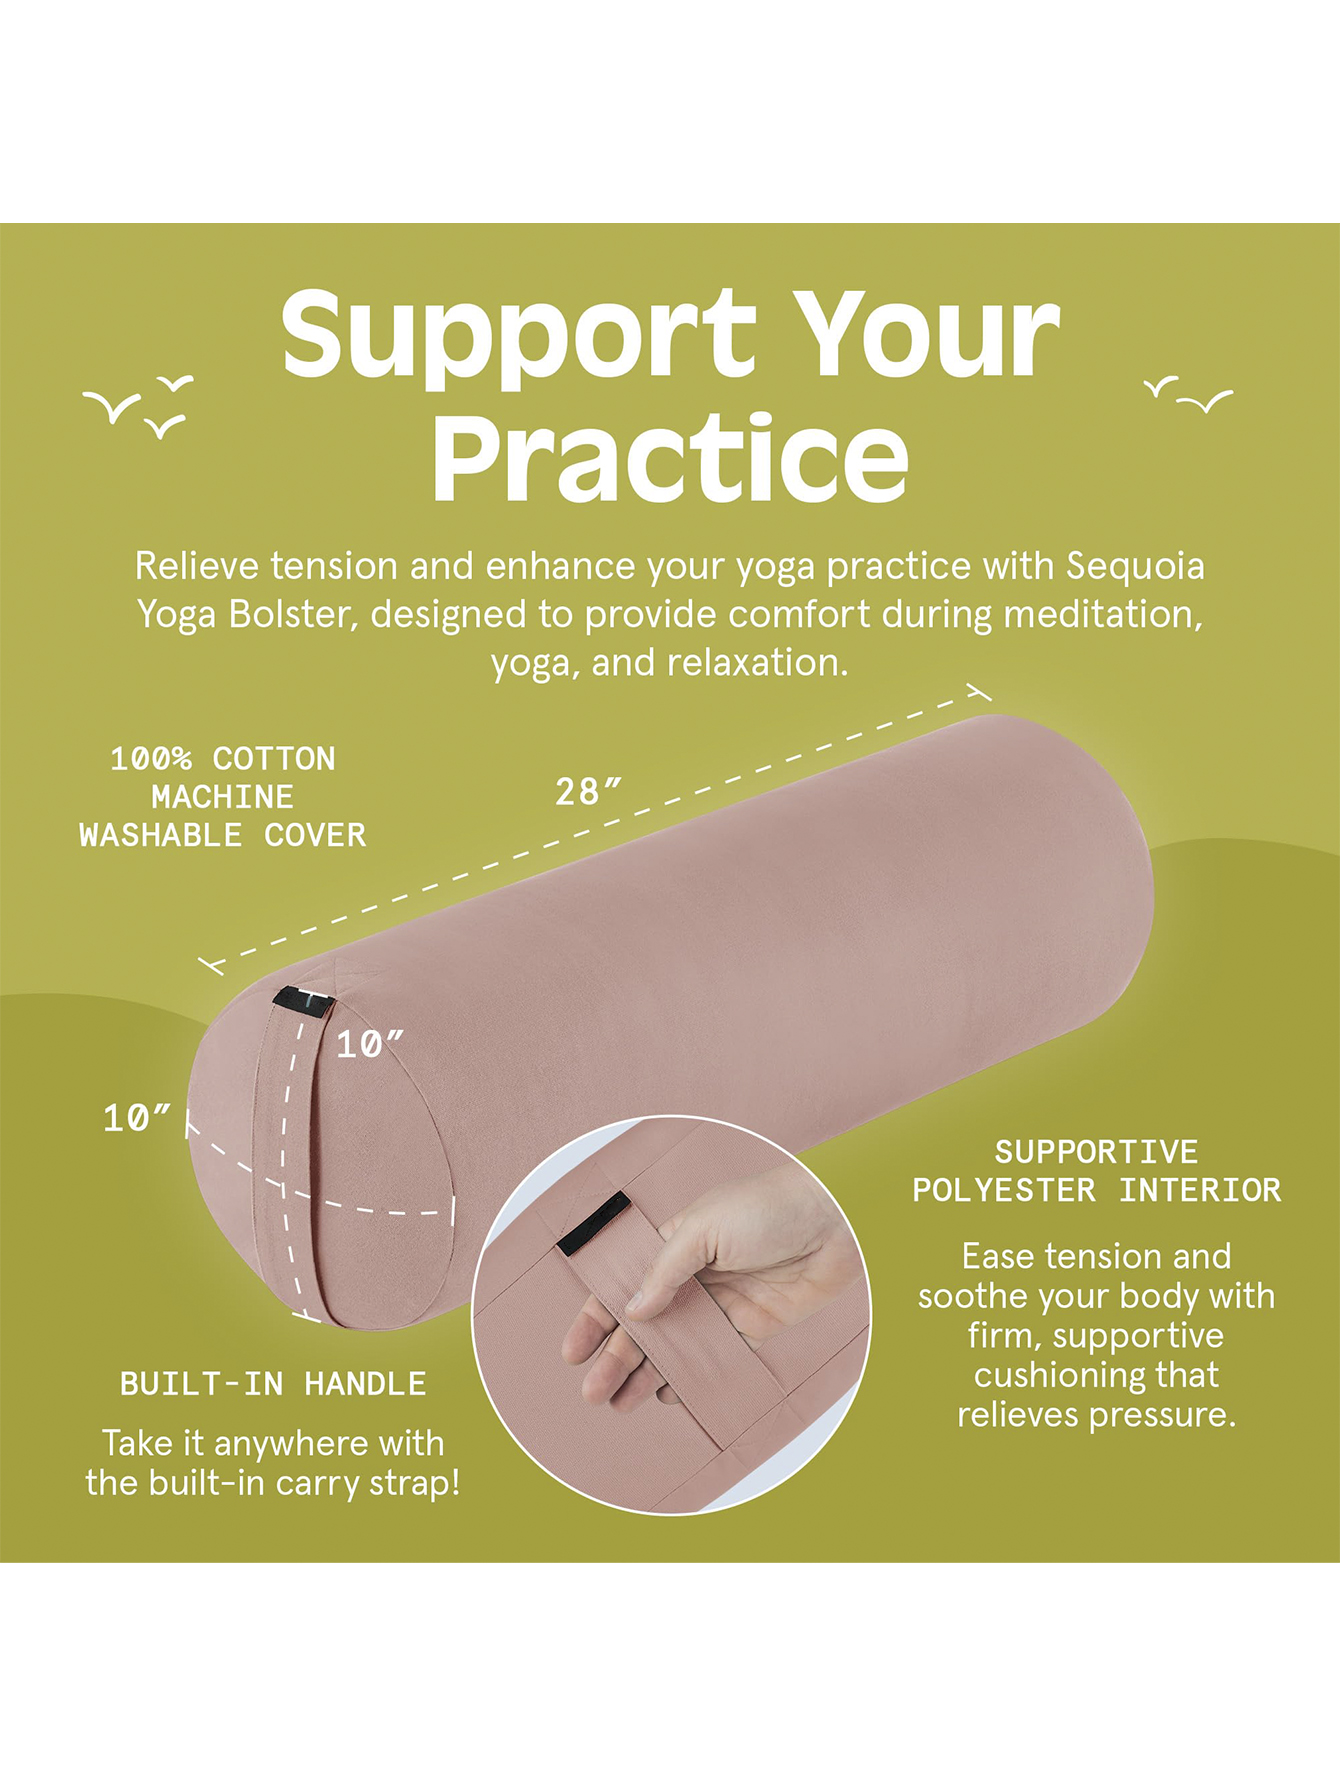 Support Your
Practice
Relieve tension and enhance your yoga practice with Sequoia
Yoga Bolster, designed to provide comfort during meditation,
yoga, and relaxation.
100% COTTON
MACHINE
WASHABLE COVER
28″
10″
10″
SUPPORTIVE
POLYESTER INTERIOR
Ease tension and
soothe your body with
firm, supportive
cushioning that
relieves pressure.
BUILT-IN HANDLE
Take it anywhere with
the built-in carry strap!